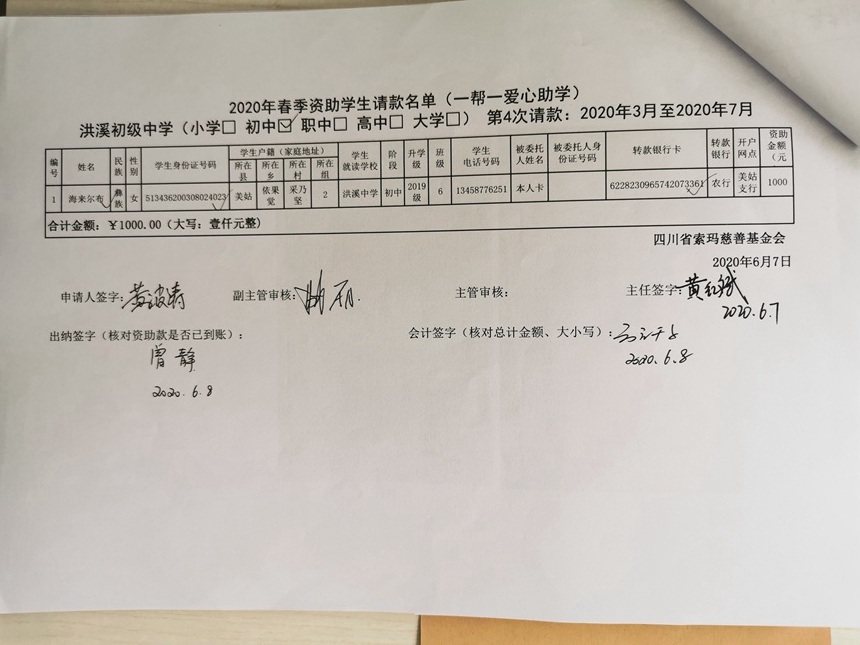 2020年春季资助学生请款名单（一帮一爱心助学）
洪溪初级中学（小学□ 初中☑ 职中□ 高中□ 大学□） 第4次请款：2020年3月至2020年7月
编号 姓名 民族 性别 学生身份证号码 学生户籍（家庭地址） 所在县 所在乡 所在村 所在组 学生就读学校 阶段 升学级 班级 学生电话号码 被委托人姓名 被委托人身份证号码 转款银行卡 转款银行 开户网点 资助金额（元
1 海来尔布 彝族 女 513436200308024023 美姑 依果觉 采乃坚 2 洪溪中学 初中 2019级 6 13458776251 本人卡 6228230965742073361 农行 美姑支行 1000
合计金额：¥1000.00（大写：壹仟元整）
四川省索玛慈善基金会
2020年6月7日
申请人签字： 黄波涛 副主管审核： 主管审核： 主任签字： 黄红斌
2020.6.7
出纳签字（核对资助款是否已到账）： 会计签字（核对总计金额、大小写）：
曾静
2020.6.8
2020.6.8